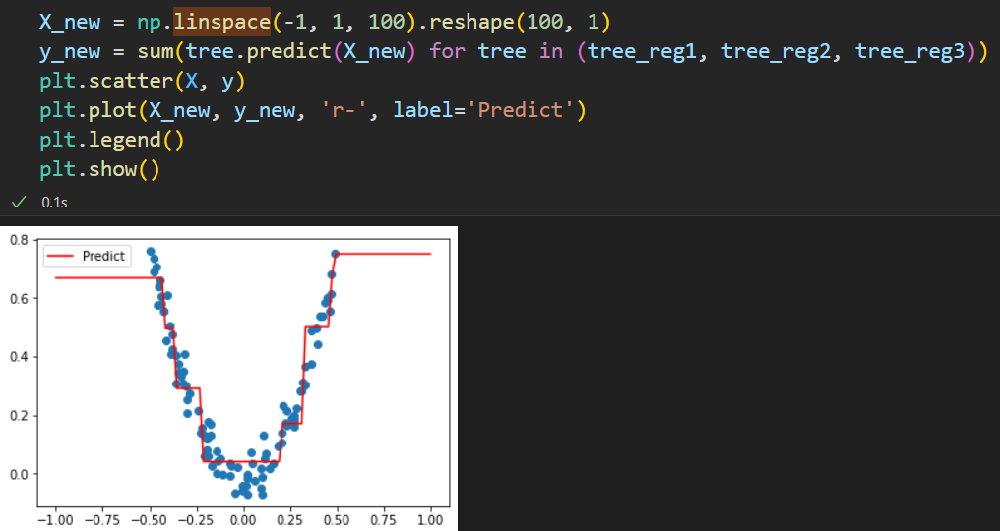 X_new = np.linspace(-1, 1, 100).reshape(100, 1)
y_new = sum(tree.predict(X_new) for tree in (tree_reg1, tree_reg2, tree_reg3))
plt.scatter(X, y)
plt.plot(X_new, y_new, 'r-', label='Predict')
plt.legend()
plt.show()
0.1s
Predict
0.8
0.6
0.4
0.2
0.0
−1.00 −0.75 −0.50 −0.25 0.00 0.25 0.50 0.75 1.00